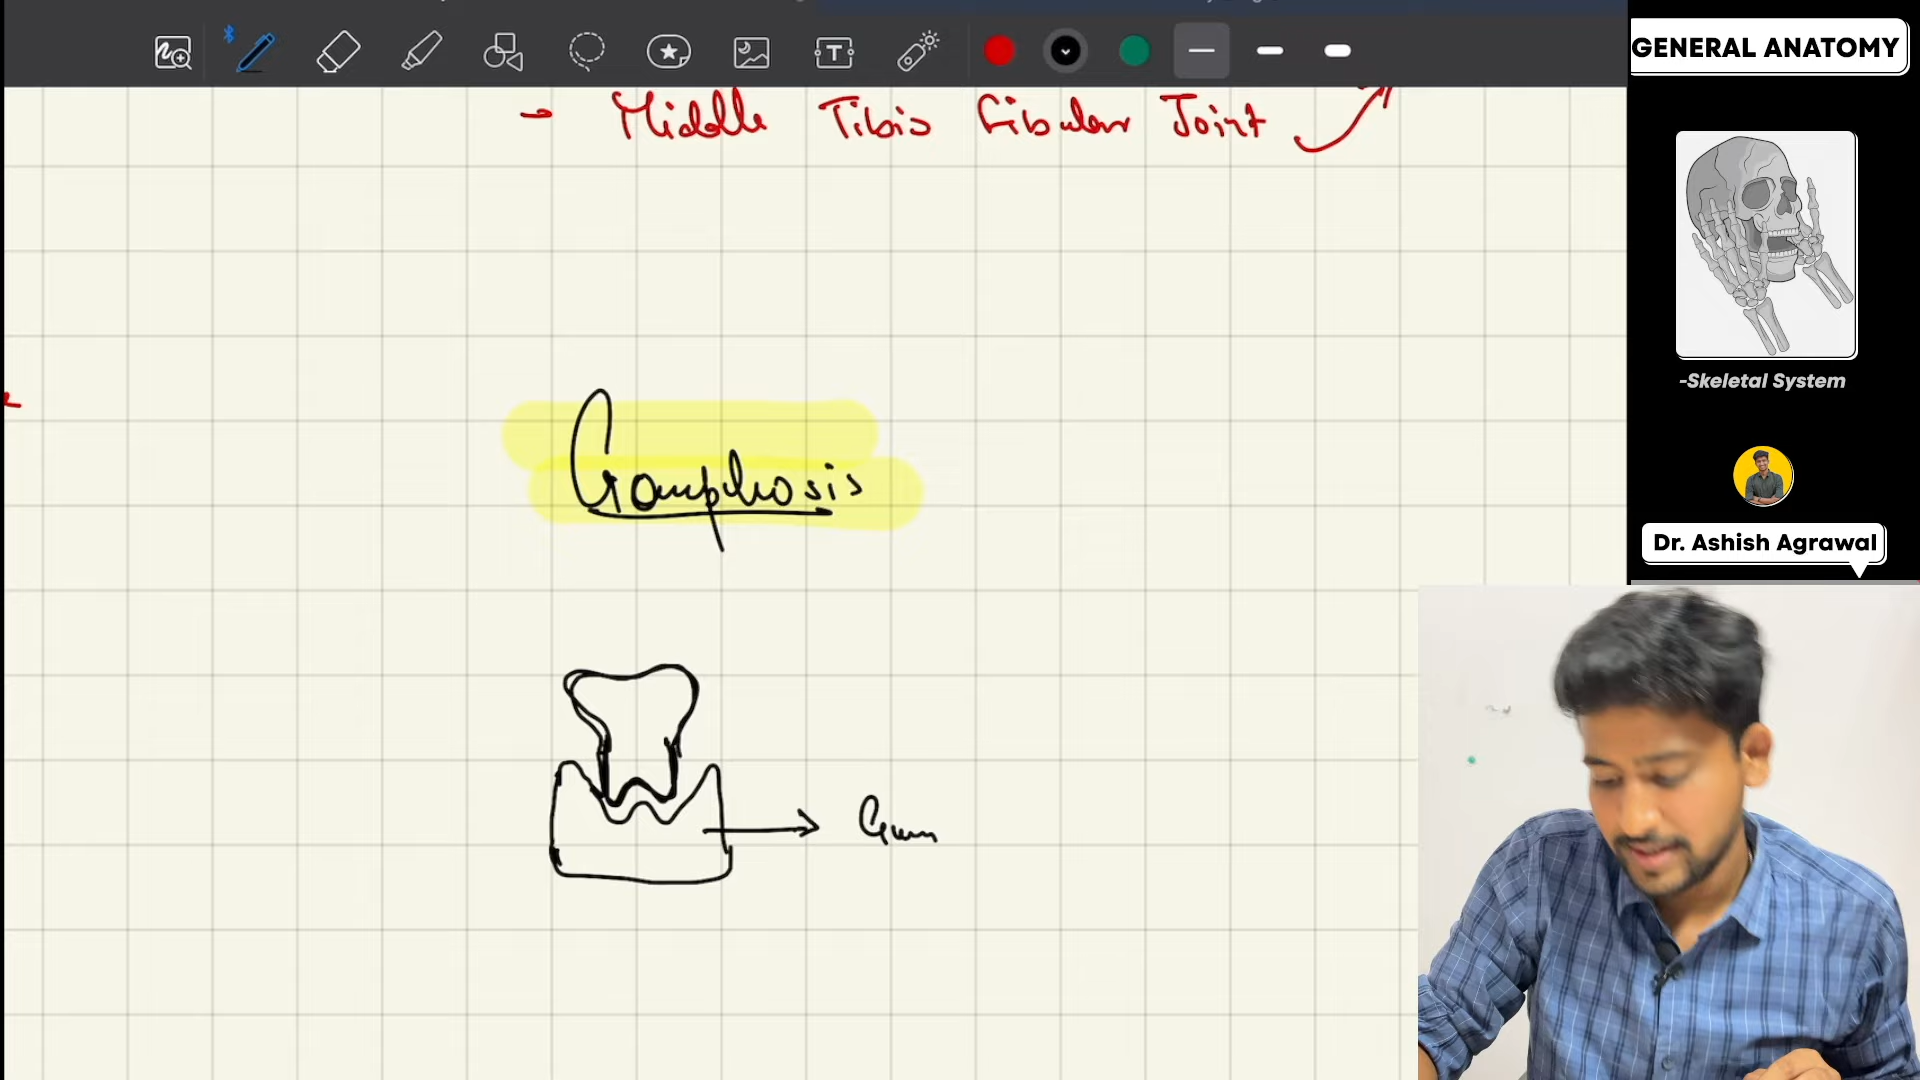 GENERAL ANATOMY
→ Middle Tibio Fibular Joint
-Skeletal System
Gomphosis
Dr. Ashish Agrawal
Gum